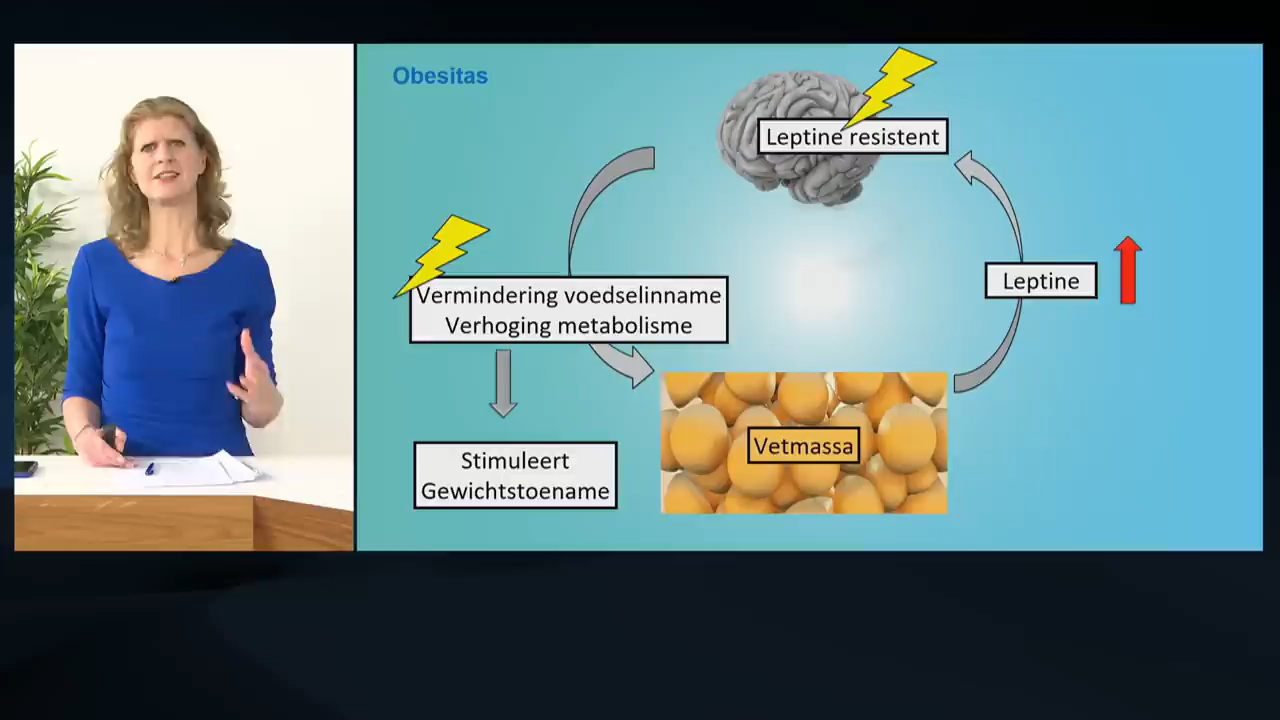 Obesitas
Leptine resistent
Vermindering voedselinname
Verhoging metabolisme
Leptine
Vetmassa
Stimuleert
Gewichtstoename